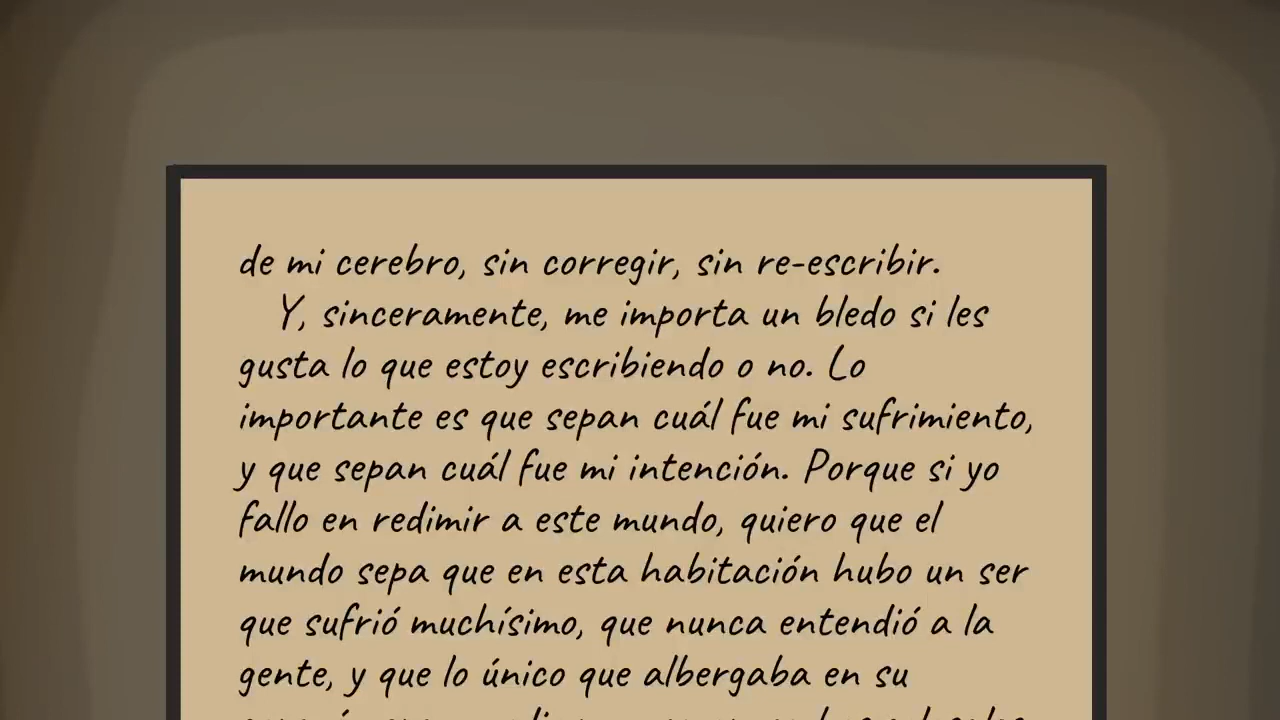 de mi cerebro, sin corregir, sin re-escribir.
Y, sinceramente, me importa un bledo si les
gusta lo que estoy escribiendo o no. Lo
importante es que sepan cuál fue mi sufrimiento,
y que sepan cuál fue mi intención. Porque si yo
fallo en redimir a este mundo, quiero que el
mundo sepa que en esta habitación hubo un ser
que sufrió muchísimo, que nunca entendió a la
gente, y que lo único que albergaba en su